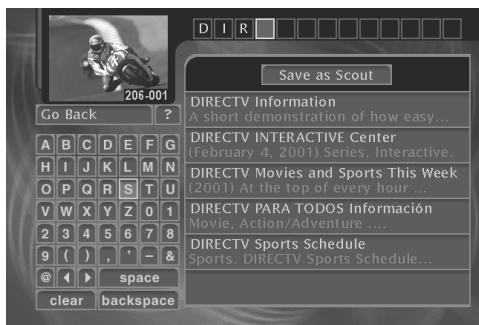 D I R
206-001
Save as Scout
Go Back ?
DIRECTV Information
A short demonstration of how easy...
DIRECTV INTERACTIVE Center
(February 4, 2001) Series, Interactive.
DIRECTV Movies and Sports This Week
(2001) At the top of every hour ...
DIRECTV PARA TODOS Información
Movie, Action/Adventure ....
DIRECTV Sports Schedule
Sports. DIRECTV Sports Schedule...
A B C D E F G
H I J K L M N
O P Q R S T U
V W X Y Z 0 1
2 3 4 5 6 7 8
9 ( ) , ' – &
@ space
clear backspace